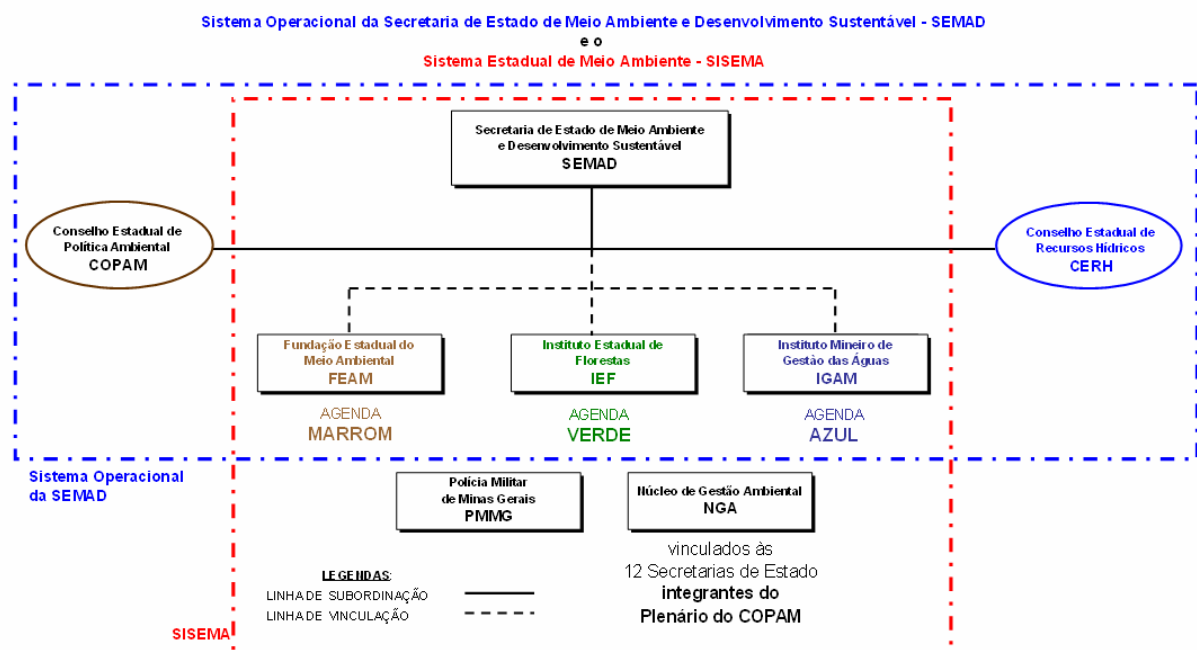 Sistema Operacional da Secretaria de Estado de Meio Ambiente e Desenvolvimento Sustentável - SEMAD
e o
Sistema Estadual de Meio Ambiente - SISEMA
Secretaria de Estado de Meio Ambiente
e Desenvolvimento Sustentável
SEMAD
Conselho Estadual de
Política Ambiental
COPAM
Conselho Estadual de
Recursos Hídricos
CERH
Fundação Estadual do
Meio Ambiental
FEAM
Instituto Estadual de
Florestas
IEF
Instituto Mineiro de
Gestão das Águas
IGAM
AGENDA
MARROM
AGENDA
VERDE
AGENDA
AZUL
Sistema Operacional
da SEMAD
Polícia Militar
de Minas Gerais
PMMG
Núcleo de Gestão Ambiental
NGA
vinculados às
12 Secretarias de Estado
integrantes do
Plenário do COPAM
LEGENDAS:
LINHA DE SUBORDINAÇÃO
LINHA DE VINCULAÇÃO
SISEMA